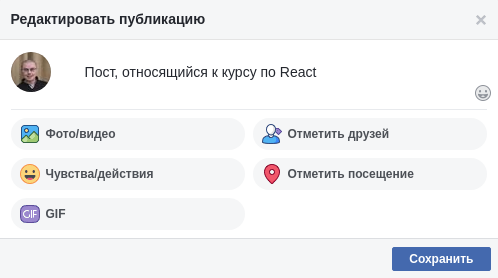 Редактировать публикацию
Пост, относящийся к курсу по React
Фото/видео
Отметить друзей
Чувства/действия
Отметить посещение
GIF
GIF
Сохранить